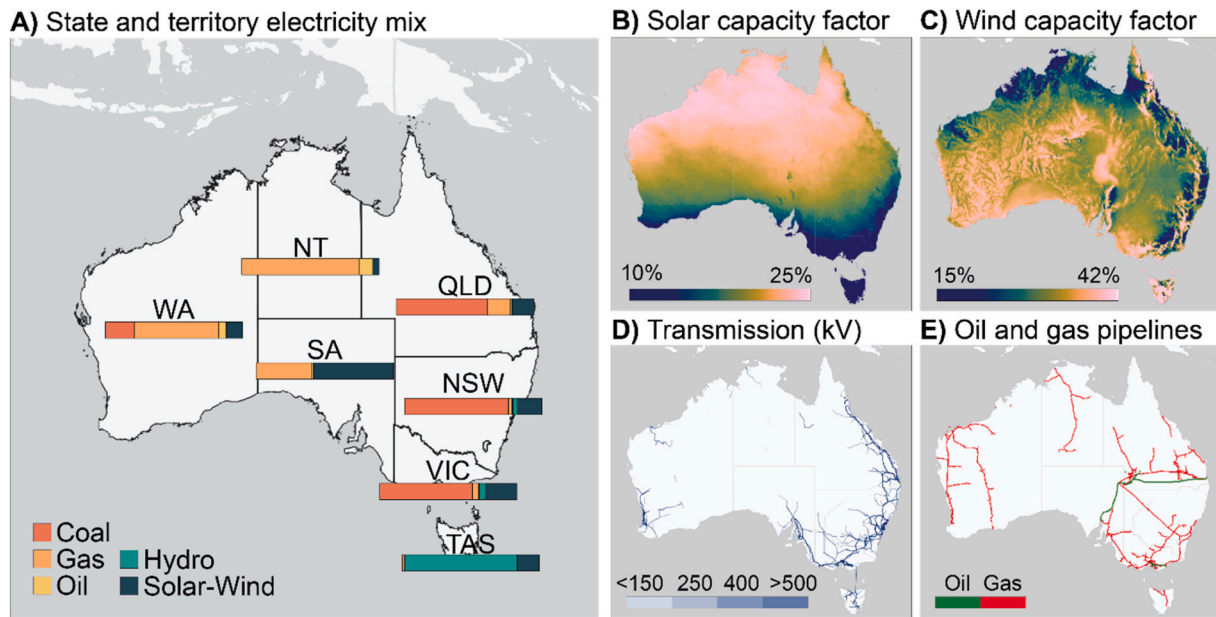 A) State and territory electricity mix
NT
QLD
WA
SA
NSW
VIC
TAS
Coal
Gas
Hydro
Oil
Solar-Wind
B) Solar capacity factor
10% 25%
C) Wind capacity factor
15% 42%
D) Transmission (kV)
<150 250 400 >500
E) Oil and gas pipelines
Oil Gas